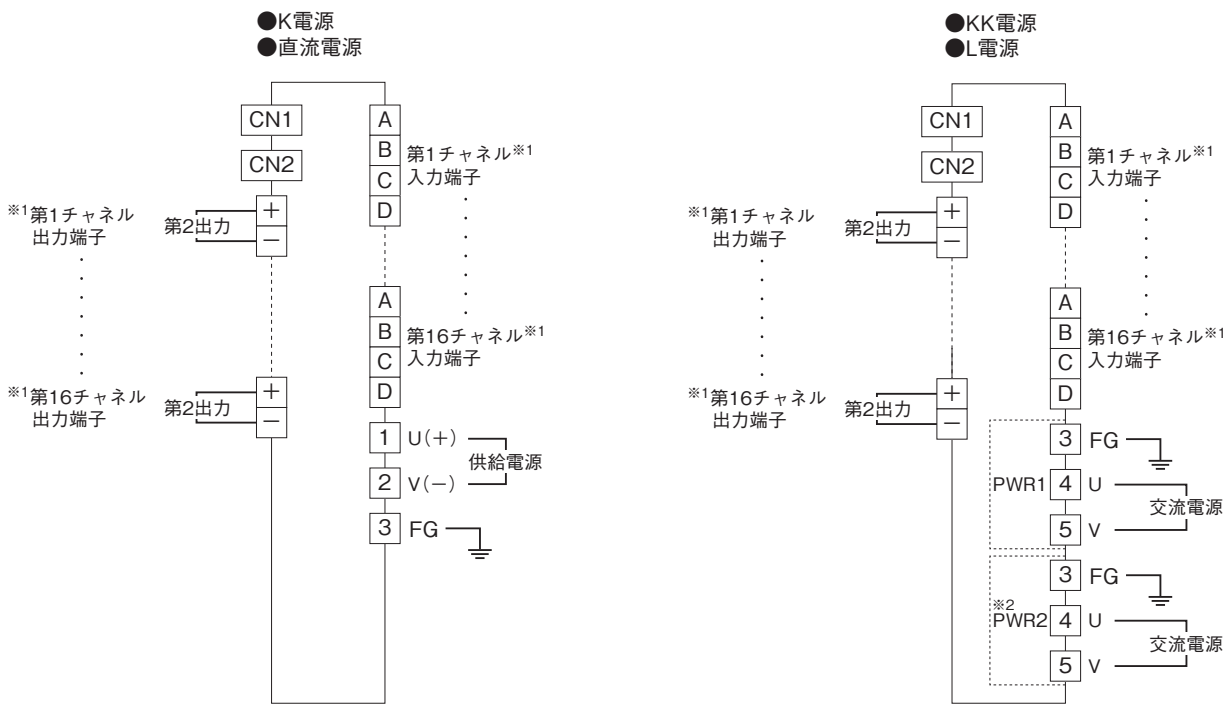 ●K電源
●直流電源
CN1
CN2
※1第1チャネル
出力端子
第2出力
+
−
※1第16チャネル
出力端子
第2出力
+
−
A
B
C
D
第1チャネル※1
入力端子
A
B
C
D
第16チャネル※1
入力端子
1 U(+)
2 V(−)
供給電源
3 FG
●KK電源
●L電源
CN1
CN2
※1第1チャネル
出力端子
第2出力
+
−
※1第16チャネル
出力端子
第2出力
+
−
A
B
C
D
第1チャネル※1
入力端子
A
B
C
D
第16チャネル※1
入力端子
PWR1
3 FG
4 U
5 V
交流電源
※2
PWR2
3 FG
4 U
5 V
交流電源